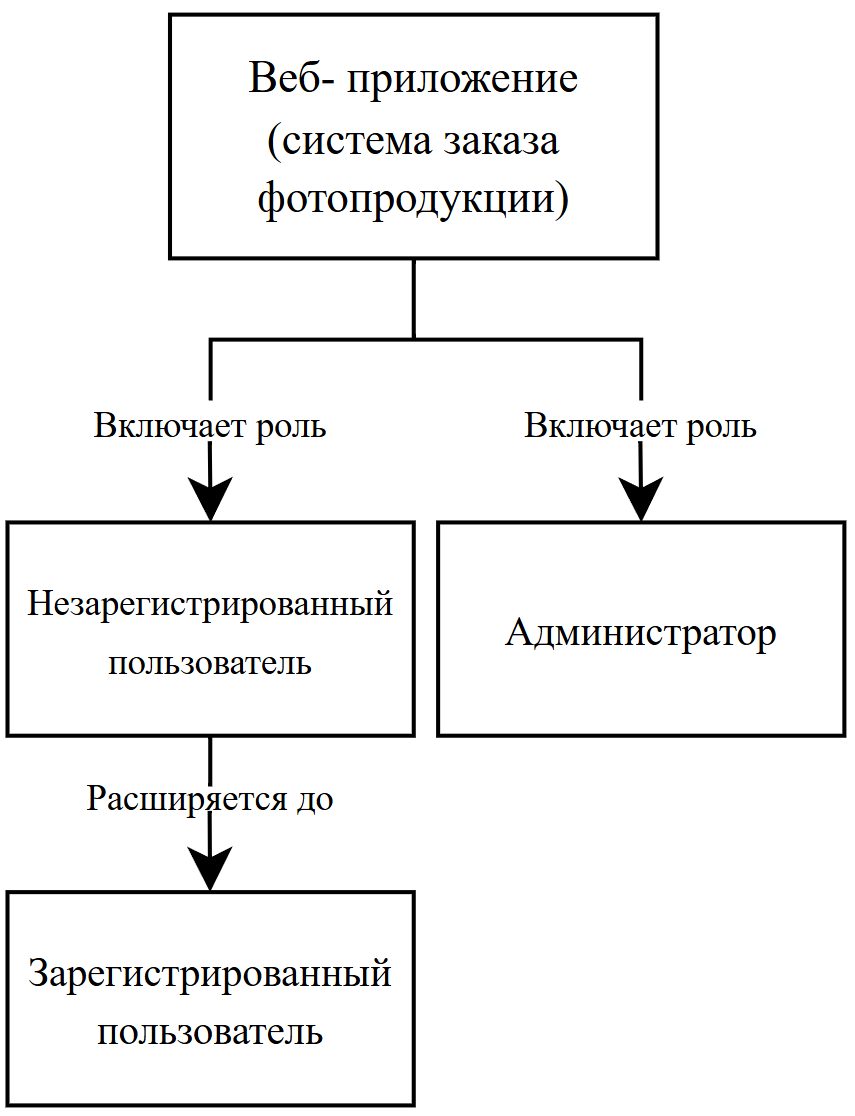 Веб- приложение
(система заказа
фотопродукции)
Включает роль
Включает роль
Незарегистрированный
пользователь
Администратор
Расширяется до
Зарегистрированный
пользователь